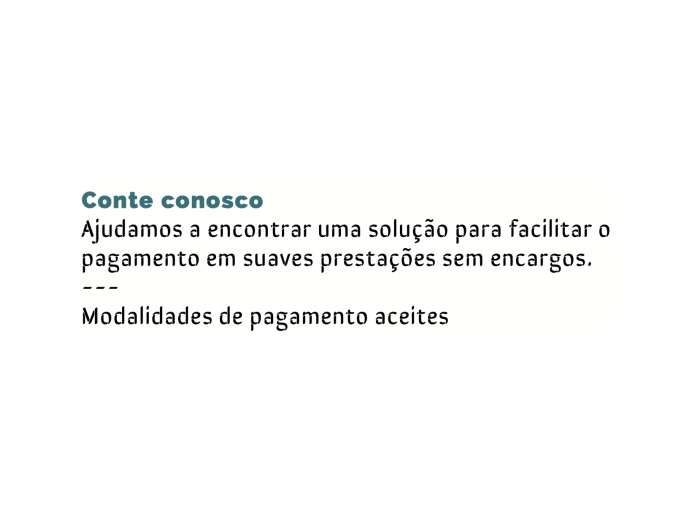 Conte conosco
Ajudamos a encontrar uma solução para facilitar o
pagamento em suaves prestações sem encargos.
---
Modalidades de pagamento aceites